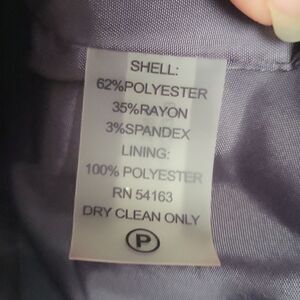 SHELL:
62%POLYESTER
35%RAYON
3%SPANDEX
LINING:
100% POLYESTER
RN 54163
DRY CLEAN ONLY
P